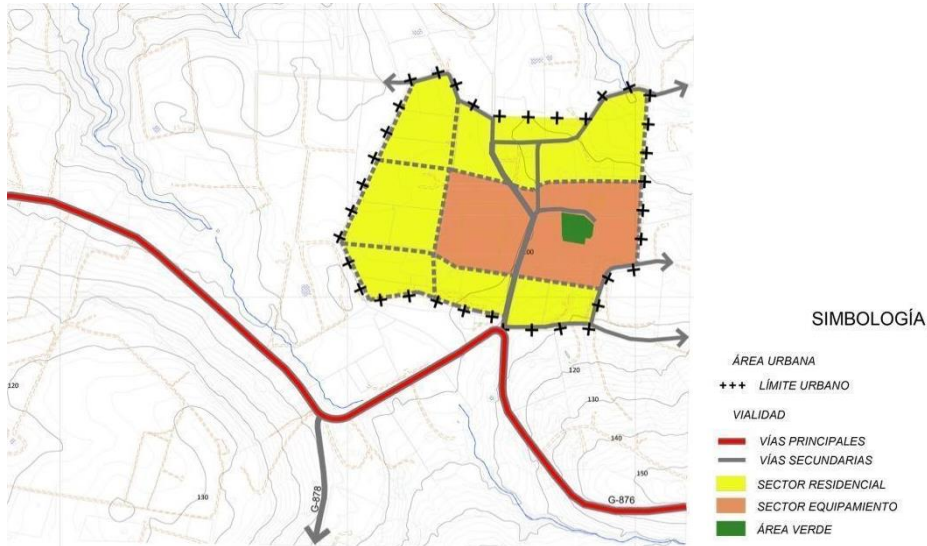 100
120
120
130
140
150
130
G-878
G-876
SIMBOLOGÍA
ÁREA URBANA
+++ LÍMITE URBANO
VIALIDAD
VÍAS PRINCIPALES
VÍAS SECUNDARIAS
SECTOR RESIDENCIAL
SECTOR EQUIPAMIENTO
ÁREA VERDE